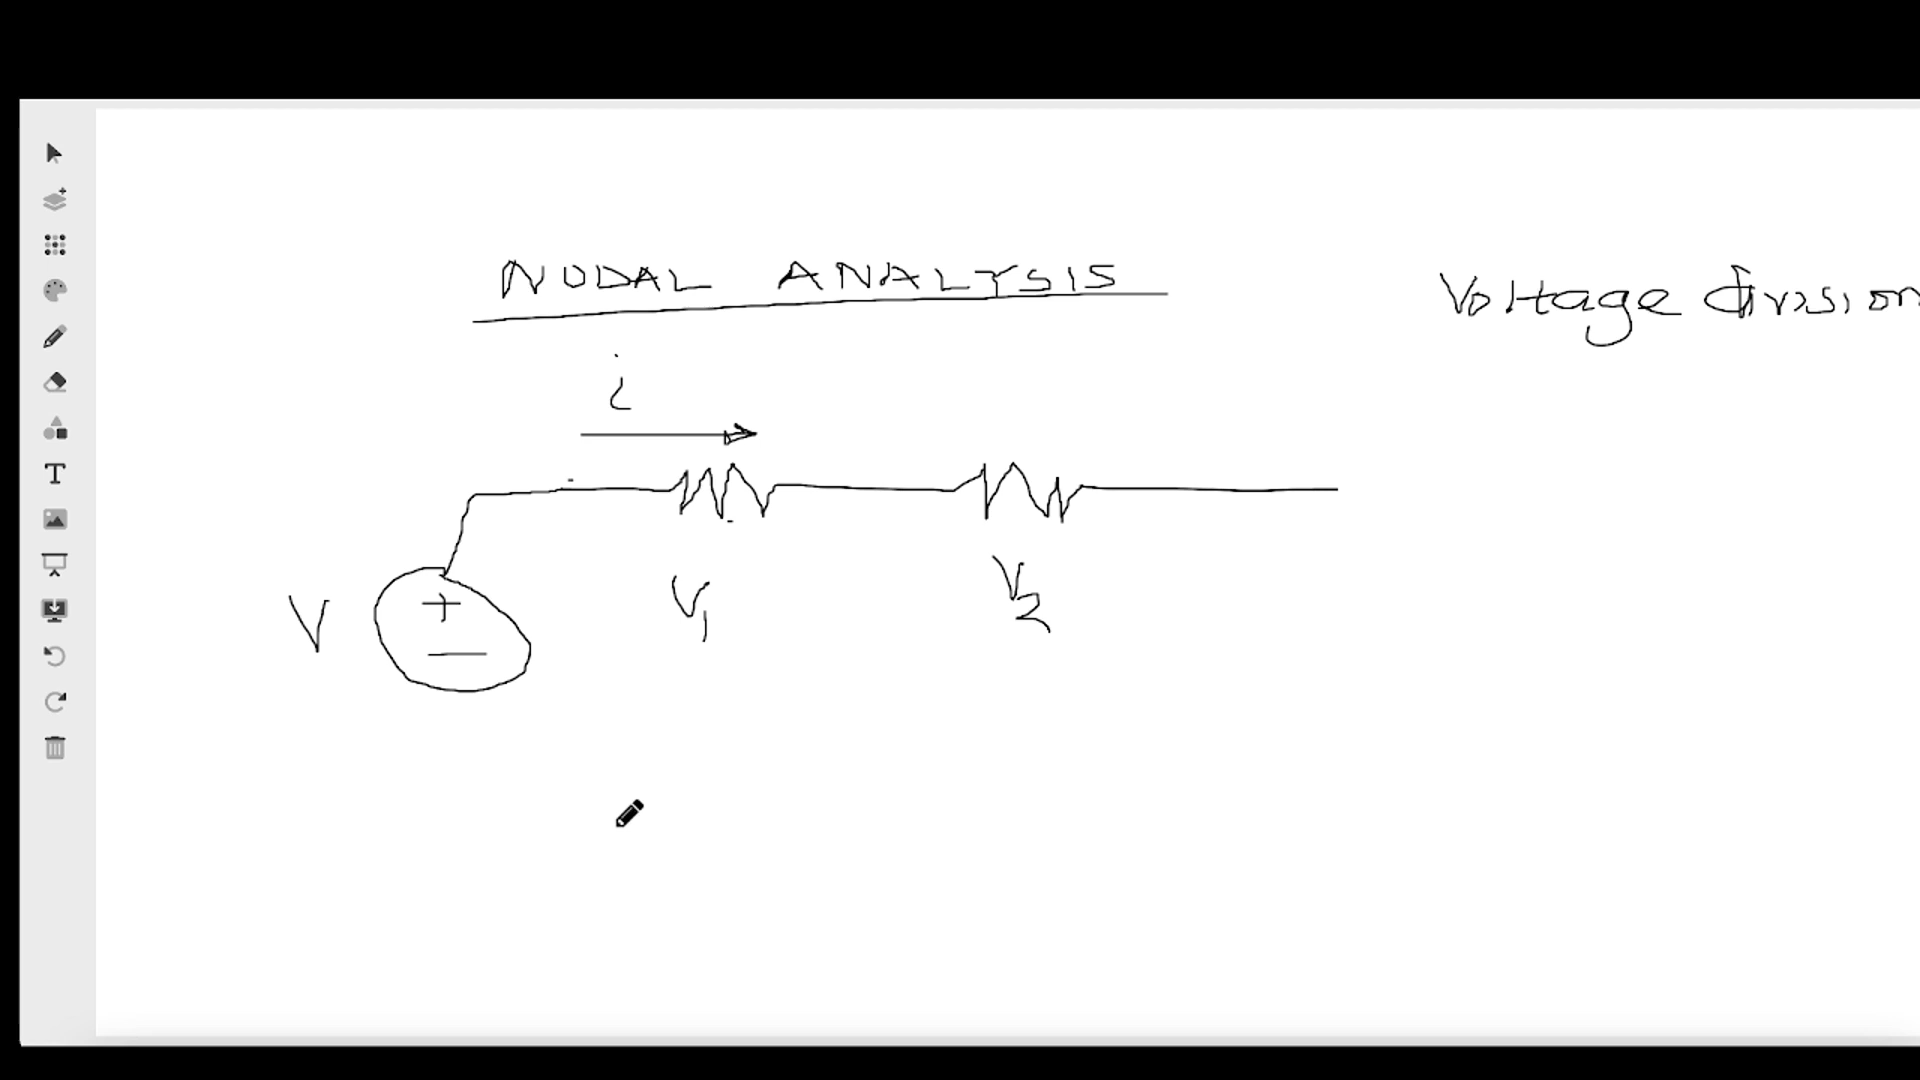 NODAL ANALYSIS
Voltage division
i
V
+
-
V1
V2
T